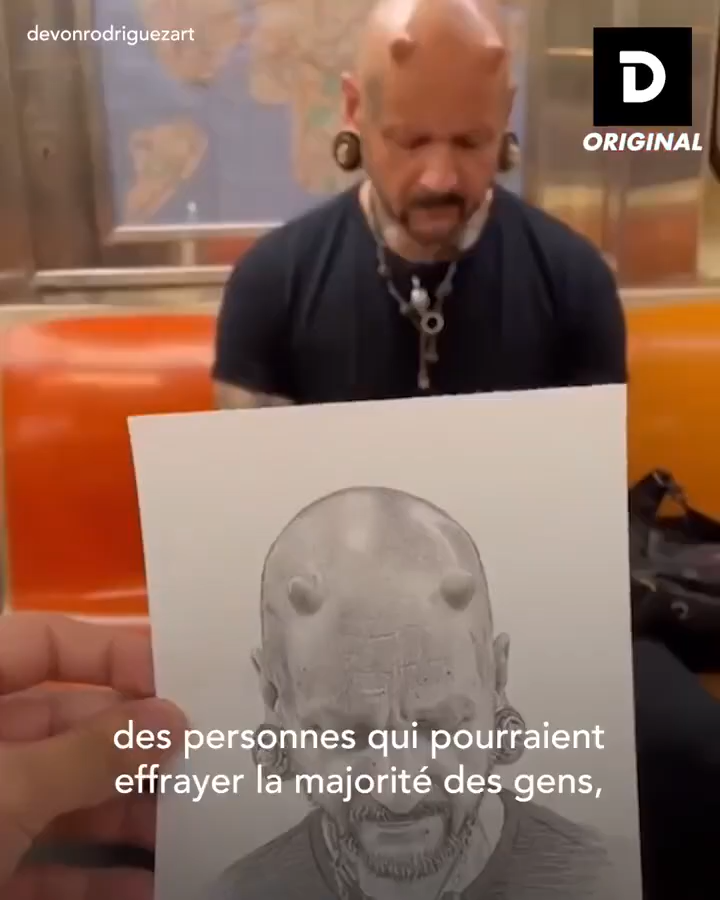 devonrodriguezart
D
ORIGINAL
des personnes qui pourraient
effrayer la majorité des gens,